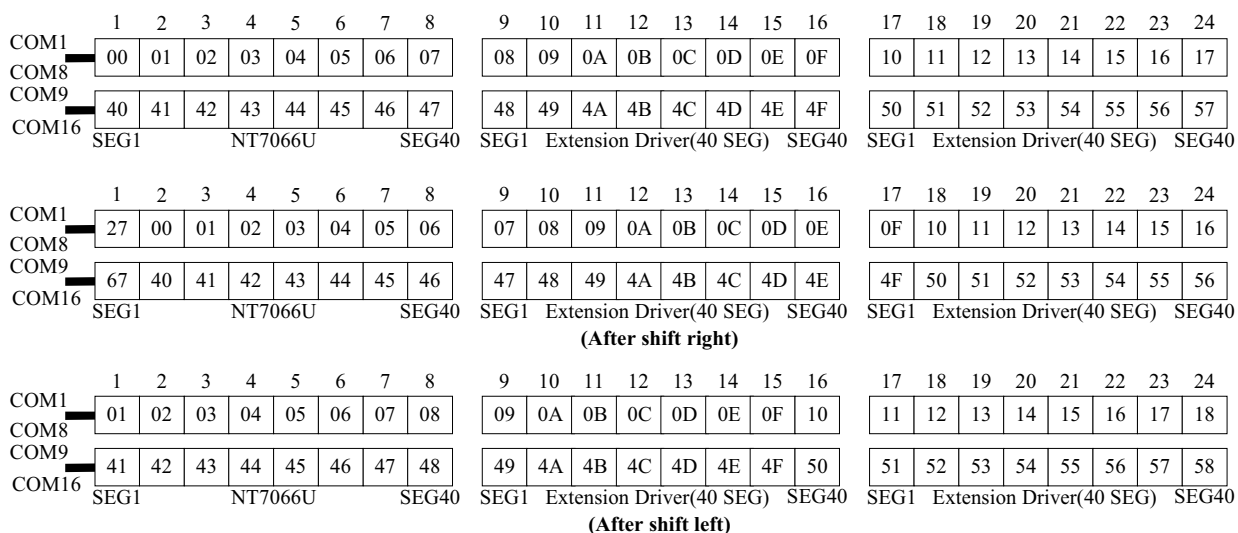 1 2 3 4 5 6 7 8 9 10 11 12 13 14 15 16 17 18 19 20 21 22 23 24
COM1
00 01 02 03 04 05 06 07 08 09 0A 0B 0C 0D 0E 0F 10 11 12 13 14 15 16 17
COM8
COM9
40 41 42 43 44 45 46 47 48 49 4A 4B 4C 4D 4E 4F 50 51 52 53 54 55 56 57
COM16
SEG1 NT7066U SEG40 SEG1 Extension Driver(40 SEG) SEG40 SEG1 Extension Driver(40 SEG) SEG40
1 2 3 4 5 6 7 8 9 10 11 12 13 14 15 16 17 18 19 20 21 22 23 24
COM1
27 00 01 02 03 04 05 06 07 08 09 0A 0B 0C 0D 0E 0F 10 11 12 13 14 15 16
COM8
COM9
67 40 41 42 43 44 45 46 47 48 49 4A 4B 4C 4D 4E 4F 50 51 52 53 54 55 56
COM16
SEG1 NT7066U SEG40 SEG1 Extension Driver(40 SEG) SEG40 SEG1 Extension Driver(40 SEG) SEG40
(After shift right)
1 2 3 4 5 6 7 8 9 10 11 12 13 14 15 16 17 18 19 20 21 22 23 24
COM1
01 02 03 04 05 06 07 08 09 0A 0B 0C 0D 0E 0F 10 11 12 13 14 15 16 17 18
COM8
COM9
41 42 43 44 45 46 47 48 49 4A 4B 4C 4D 4E 4F 50 51 52 53 54 55 56 57 58
COM16
SEG1 NT7066U SEG40 SEG1 Extension Driver(40 SEG) SEG40 SEG1 Extension Driver(40 SEG) SEG40
(After shift left)